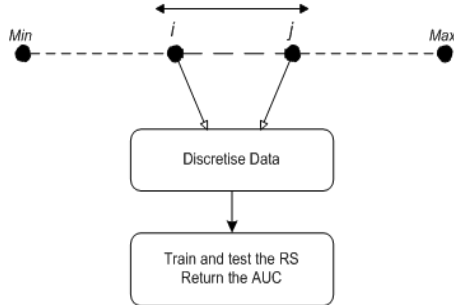 Min
i
j
Max
Discretise Data
Train and test the RS
Return the AUC